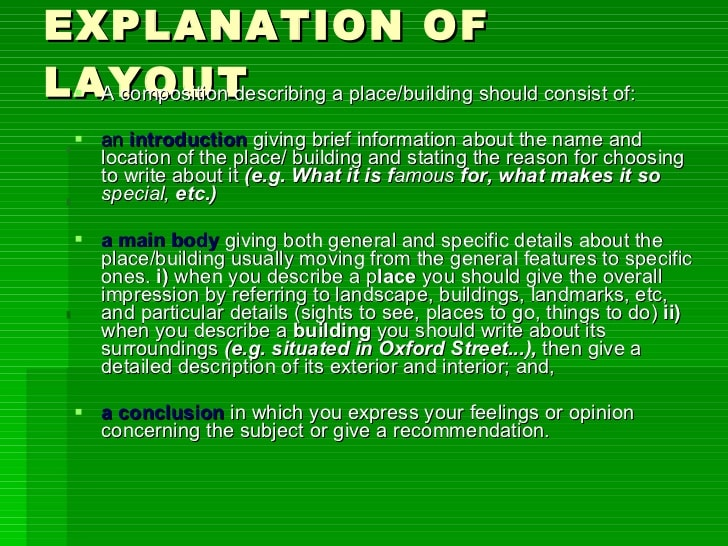 EXPLANATION OF
LAYOUT
A composition describing a place/building should consist of:
an introduction giving brief information about the name and
location of the place/ building and stating the reason for choosing
to write about it (e.g. What it is famous for, what makes it so
special, etc.)
a main body giving both general and specific details about the
place/building usually moving from the general features to specific
ones. i) when you describe a place you should give the overall
impression by referring to landscape, buildings, landmarks, etc,
and particular details (sights to see, places to go, things to do) ii)
when you describe a building you should write about its
surroundings (e.g. situated in Oxford Street...), then give a
detailed description of its exterior and interior; and,
a conclusion in which you express your feelings or opinion
concerning the subject or give a recommendation.